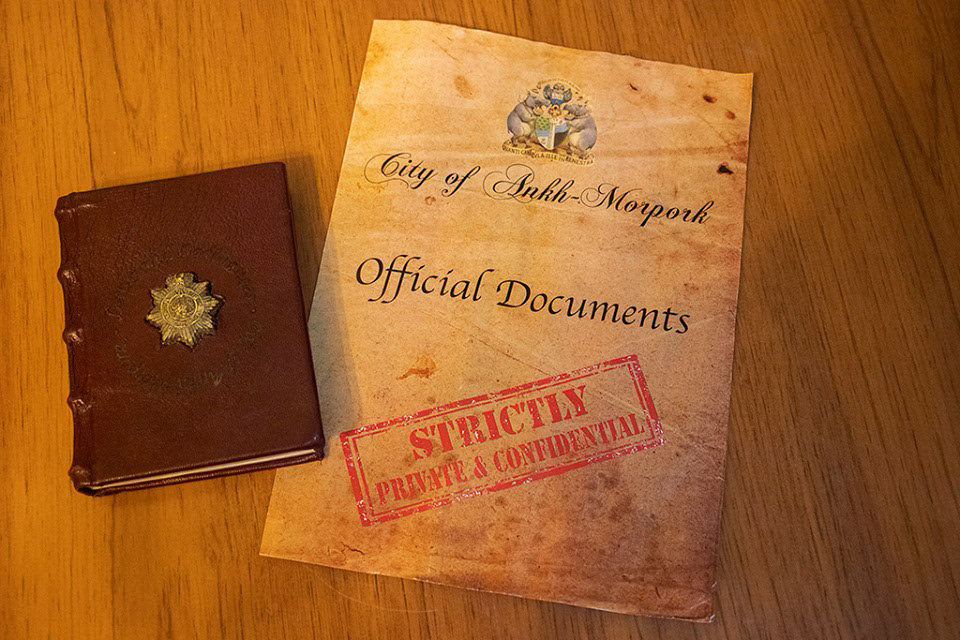 City of Ankh-Morpork
Official Documents
STRICTLY
PRIVATE & CONFIDENTIAL